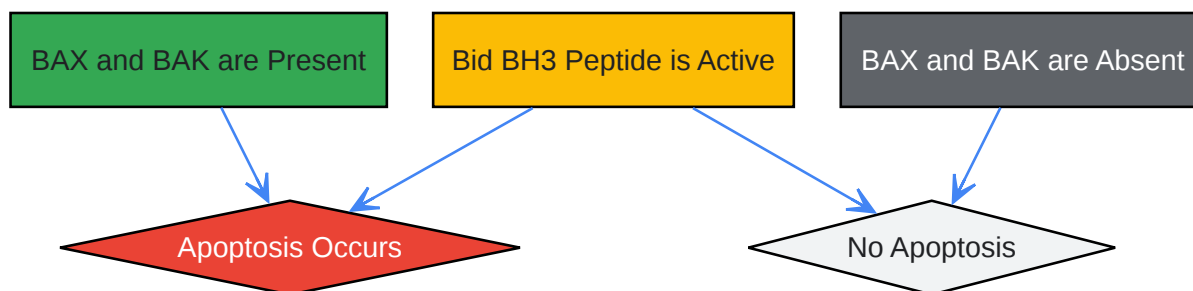 BAX and BAK are Present
Bid BH3 Peptide is Active
BAX and BAK are Absent
Apoptosis Occurs
No Apoptosis